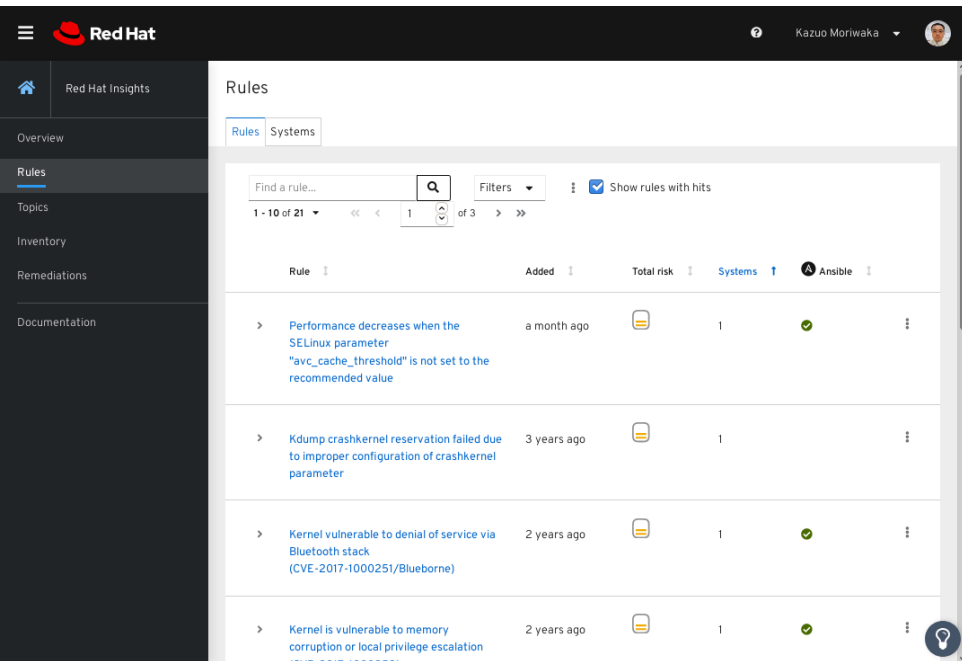 Red Hat
Kazuo Moriwaka
Red Hat Insights
Overview
Rules
Topics
Inventory
Remediations
Documentation
Rules
Rules Systems
Find a rule...
Filters
Show rules with hits
1 - 10 of 21
1 of 3
Rule Added Total risk Systems A Ansible
Performance decreases when the a month ago 1
SELinux parameter
"avc_cache_threshold" is not set to the
recommended value
Kdump crashkernel reservation failed due 3 years ago 1
to improper configuration of crashkernel
parameter
Kernel vulnerable to denial of service via 2 years ago 1
Bluetooth stack
(CVE-2017-1000251/Blueborne)
Kernel is vulnerable to memory 2 years ago 1
corruption or local privilege escalation